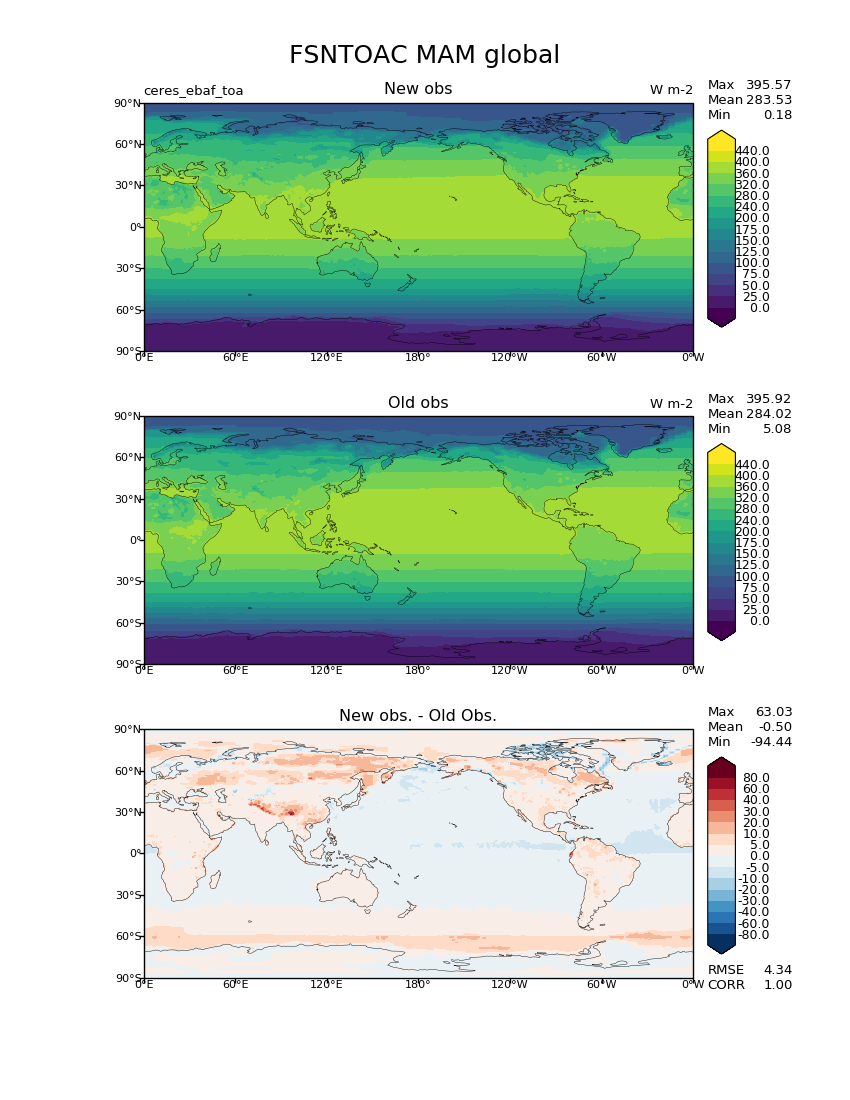 FSNTOAC MAM global
ceres_ebaf_toa New obs W m-2
Max 395.57
Mean 283.53
Min 0.18
90°N
60°N
30°N
0°
30°S
60°S
90°S
0°E 60°E 120°E 180° 120°W 60°W 0°W
440.0
400.0
360.0
320.0
280.0
240.0
200.0
175.0
150.0
125.0
100.0
75.0
50.0
25.0
0.0
Old obs W m-2
Max 395.92
Mean 284.02
Min 5.08
90°N
60°N
30°N
0°
30°S
60°S
90°S
0°E 60°E 120°E 180° 120°W 60°W 0°W
440.0
400.0
360.0
320.0
280.0
240.0
200.0
175.0
150.0
125.0
100.0
75.0
50.0
25.0
0.0
New obs. - Old Obs.
Max 63.03
Mean -0.50
Min -94.44
90°N
60°N
30°N
0°
30°S
60°S
90°S
0°E 60°E 120°E 180° 120°W 60°W 0°W
80.0
60.0
40.0
30.0
20.0
10.0
5.0
0.0
-5.0
-10.0
-20.0
-30.0
-40.0
-60.0
-80.0
RMSE 4.34
CORR 1.00